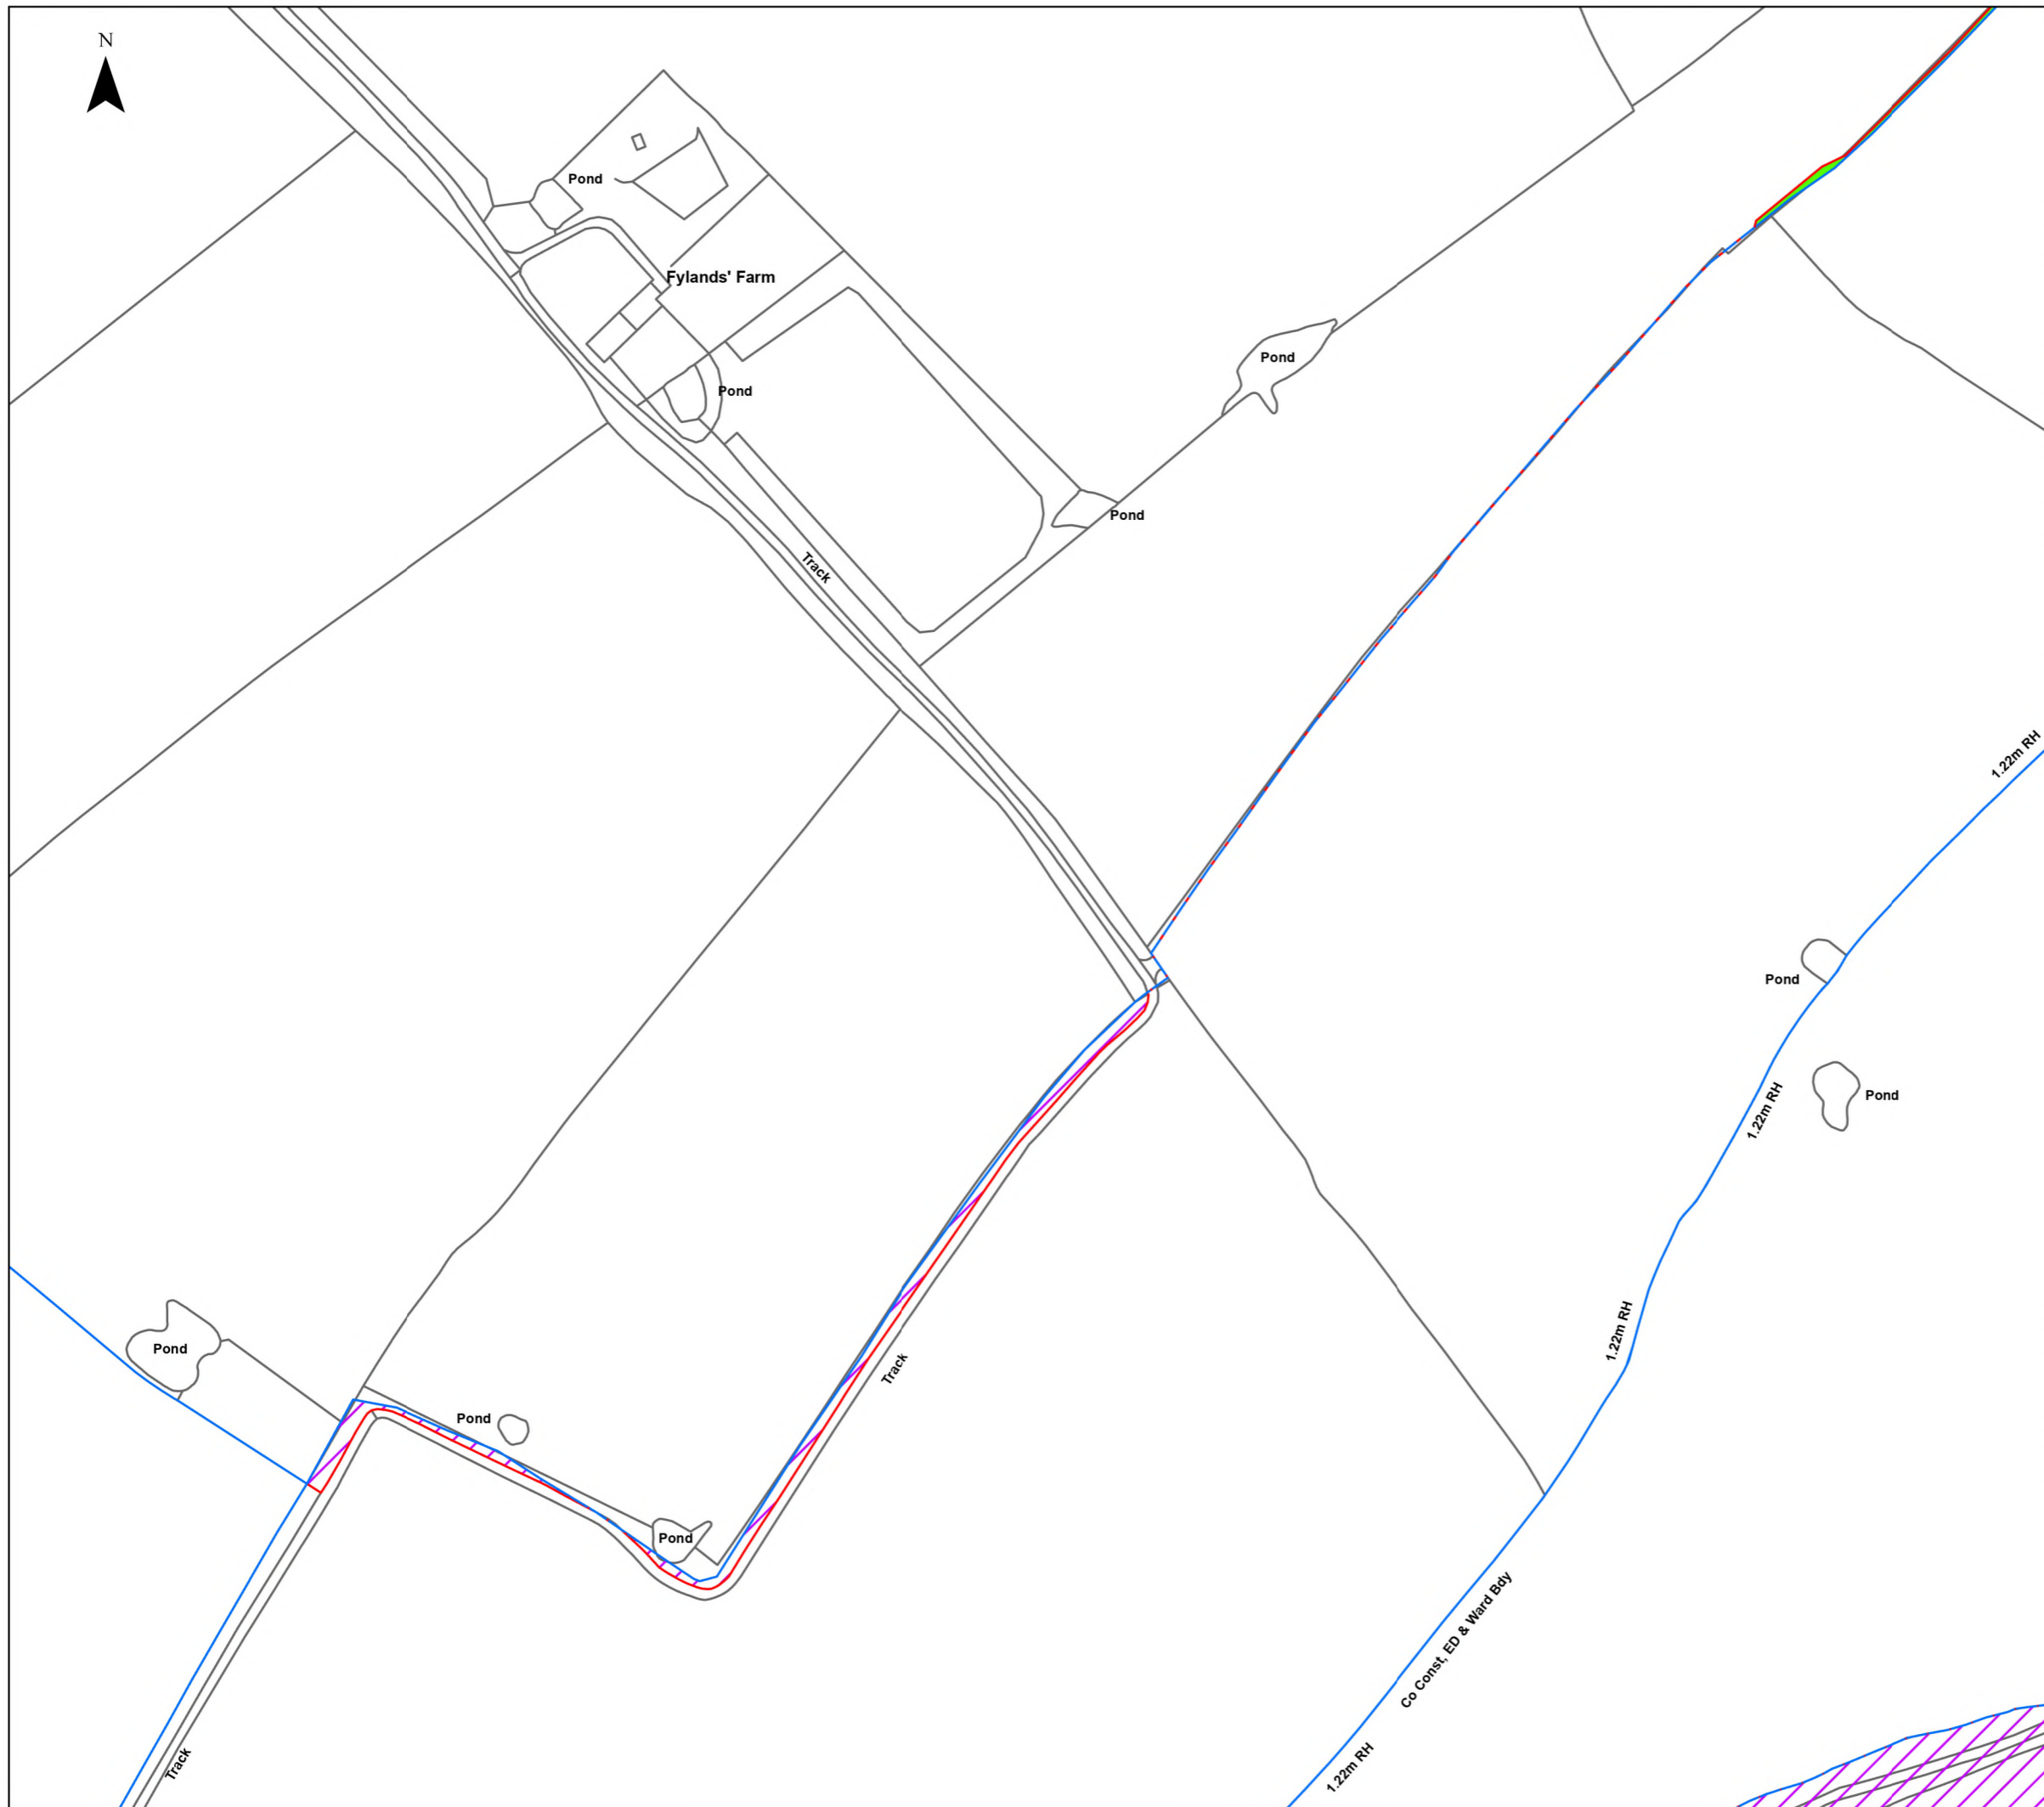 N
Pond
Fylands' Farm
Pond
Pond
Pond
Track
1.22m RH
Pond
Pond
1.22m RH
1.22m RH
Pond
Track
Pond
Pond
Co Const, ED & Ward Bdy
Track
1.22m RH